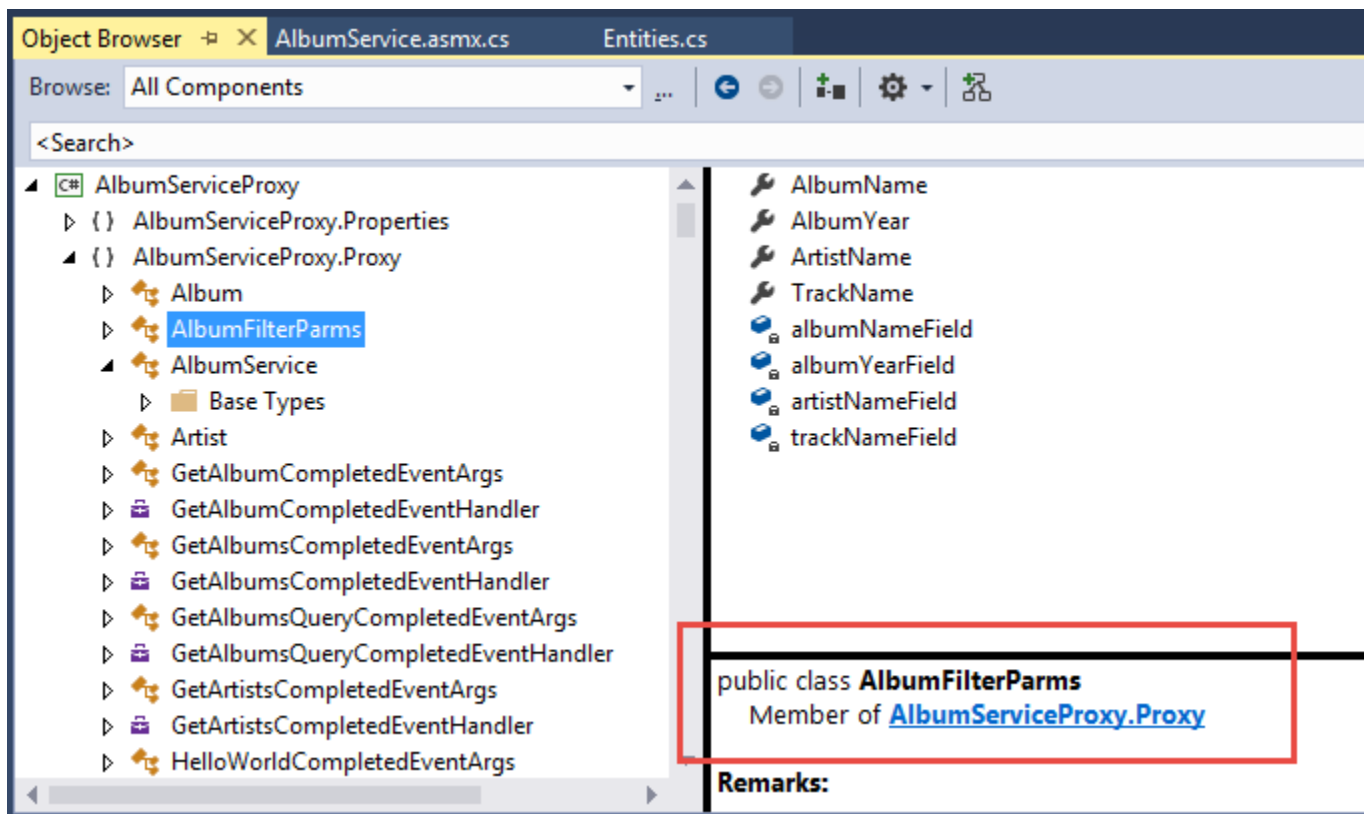 Object Browser AlbumService.asmx.cs Entities.cs
Browse: All Components ...
<Search>
C# AlbumServiceProxy
{ } AlbumServiceProxy.Properties
{ } AlbumServiceProxy.Proxy
Album
AlbumFilterParms
AlbumService
Base Types
Artist
GetAlbumCompletedEventArgs
GetAlbumCompletedEventHandler
GetAlbumsCompletedEventArgs
GetAlbumsCompletedEventHandler
GetAlbumsQueryCompletedEventArgs
GetAlbumsQueryCompletedEventHandler
GetArtistsCompletedEventArgs
GetArtistsCompletedEventHandler
HelloWorldCompletedEventArgs
AlbumName
AlbumYear
ArtistName
TrackName
albumNameField
albumYearField
artistNameField
trackNameField
public class AlbumFilterParms
Member of AlbumServiceProxy.Proxy
Remarks: